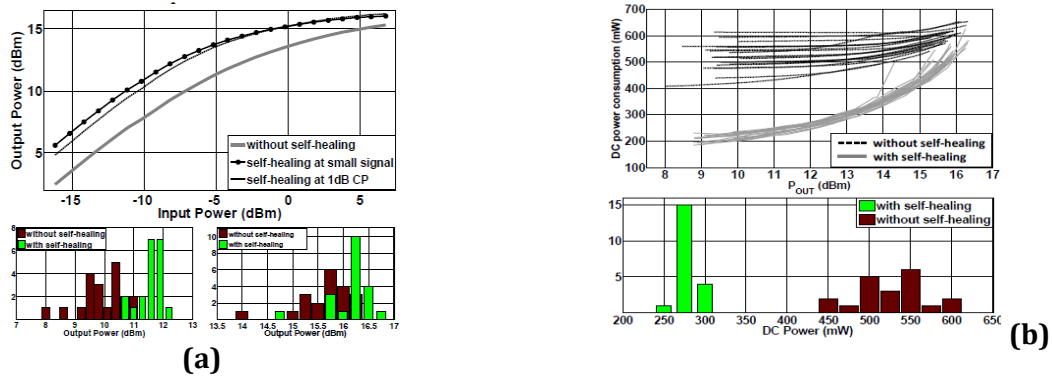 15
10
5
Output Power (dBm)
without self-healing
self-healing at small signal
self-healing at 1dB CP
-15 -10 -5 0 5
Input Power (dBm)
8
6
4
2
without self-healing
with self-healing
7 8 9 10 11 12 13
Output Power (dBm)
10
8
6
4
2
without self-healing
with self-healing
13.5 14 14.5 15 15.5 16 16.5 17
Output Power (dBm)
(a)
700
600
500
400
300
200
100
DC power consumption (mW)
without self-healing
with self-healing
8 9 10 11 12 13 14 15 16 17
POUT (dBm)
15
10
5
with self-healing
without self-healing
200 250 300 350 400 450 500 550 600 650
DC Power (mW)
(b)